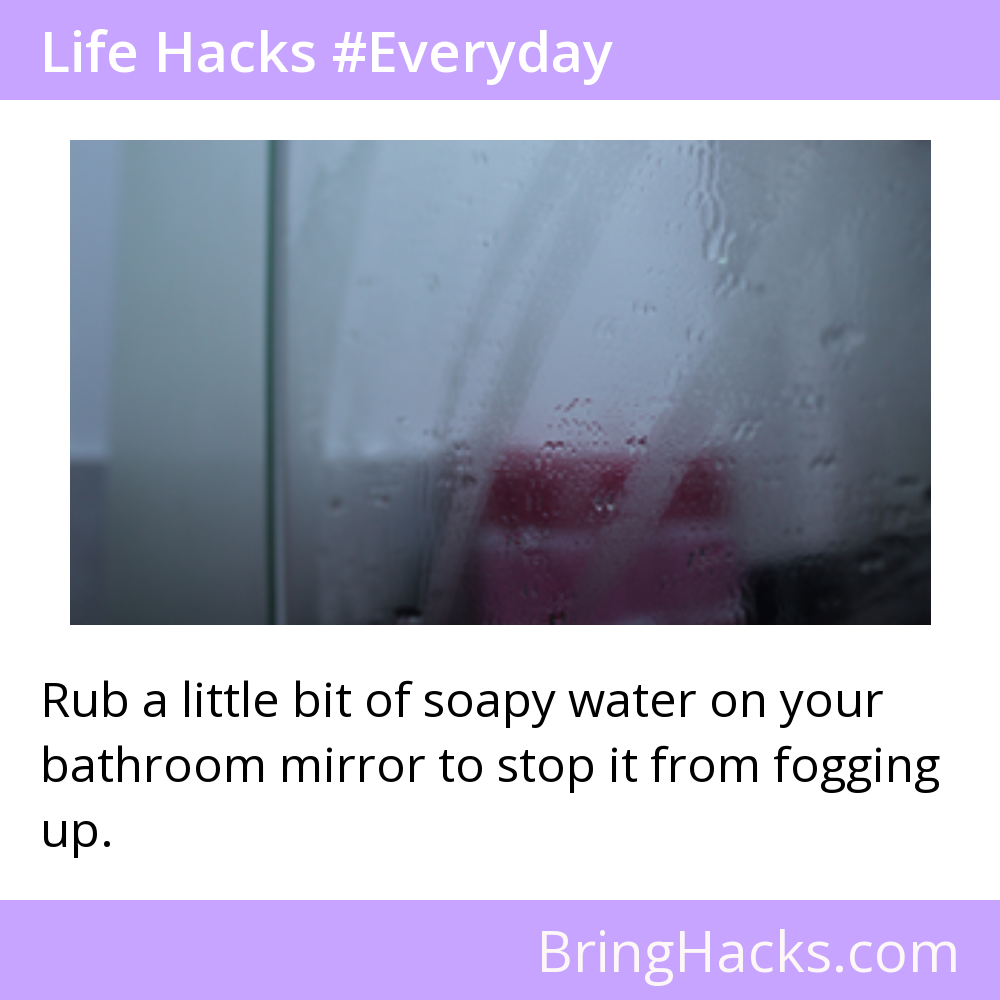 Life Hacks #Everyday
Rub a little bit of soapy water on your
bathroom mirror to stop it from fogging
up.
BringHacks.com